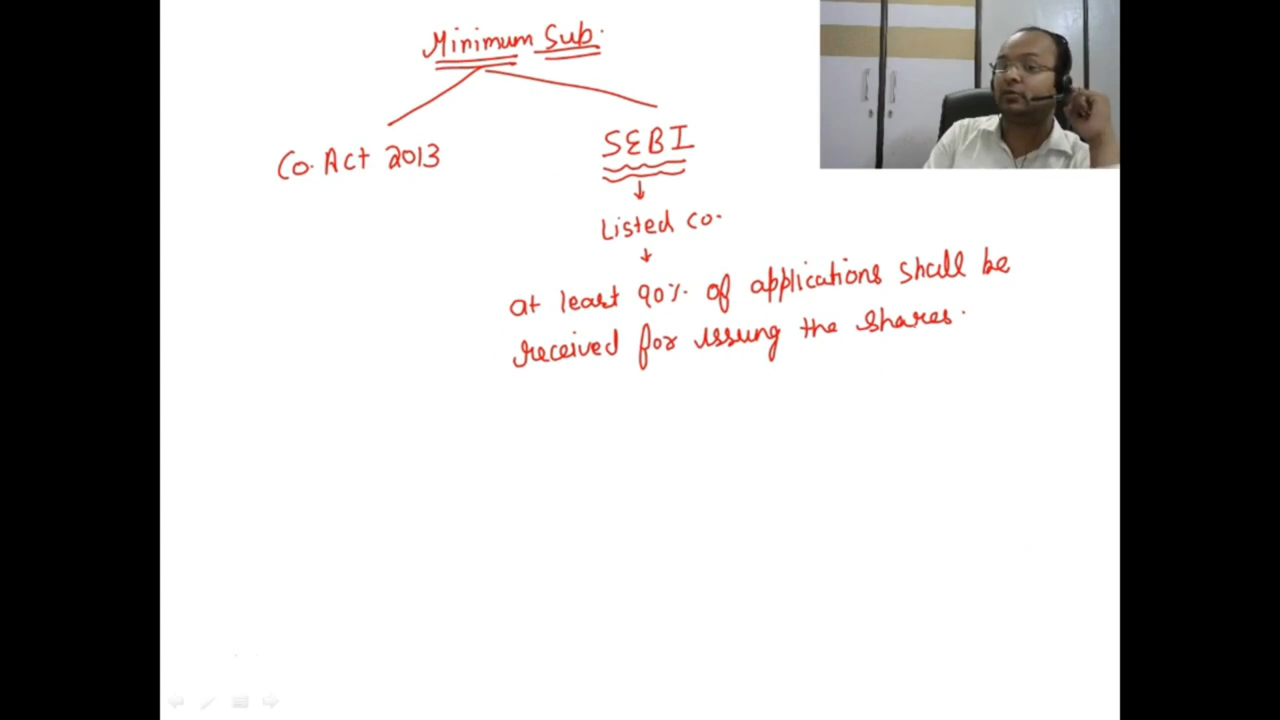 Minimum Sub.
Co. Act 2013
SEBI
Listed Co.
at least 90% of applications shall be
received for issung the shares.